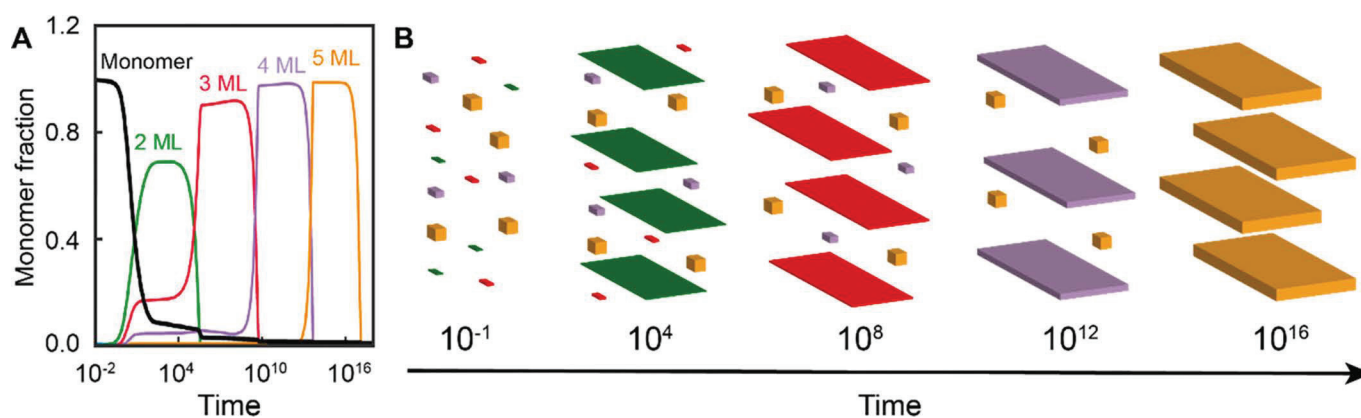 A
1.2
0.8
0.4
0.0
Monomer fraction
Monomer
2 ML
3 ML
4 ML
5 ML
10⁻²
10⁴
10¹⁰
10¹⁶
Time
B
10⁻¹
10⁴
10⁸
10¹²
10¹⁶
Time